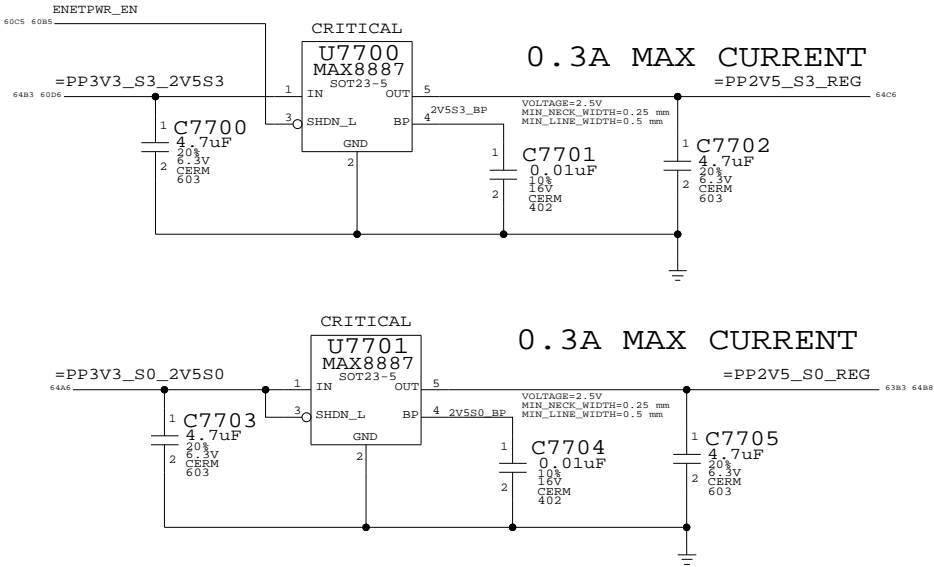 ENETPWR_EN
60C5 60B5
CRITICAL
U7700
MAX8887
SOT23-5
0.3A MAX CURRENT
=PP3V3_S3_2V5S3
=PP2V5_S3_REG
64B3 60D6
1 IN OUT 5
64C6
VOLTAGE=2.5V
MIN_NECK_WIDTH=0.25 mm
MIN_LINE_WIDTH=0.5 mm
2V5S3_BP
3 SHDN_L BP 4
GND
2
1 C7700
4.7uF
20%
6.3V
2 CERM
603
1 C7701
0.01uF
10%
16V
2 CERM
402
1 C7702
4.7uF
20%
6.3V
2 CERM
603
CRITICAL
U7701
MAX8887
SOT23-5
0.3A MAX CURRENT
=PP3V3_S0_2V5S0
=PP2V5_S0_REG
64A6
1 IN OUT 5
63B3 64B8
VOLTAGE=2.5V
MIN_NECK_WIDTH=0.25 mm
MIN_LINE_WIDTH=0.5 mm
3 SHDN_L BP 4 2V5S0_BP
GND
2
1 C7703
4.7uF
20%
6.3V
2 CERM
603
1 C7704
0.01uF
10%
16V
2 CERM
402
1 C7705
4.7uF
20%
6.3V
2 CERM
603